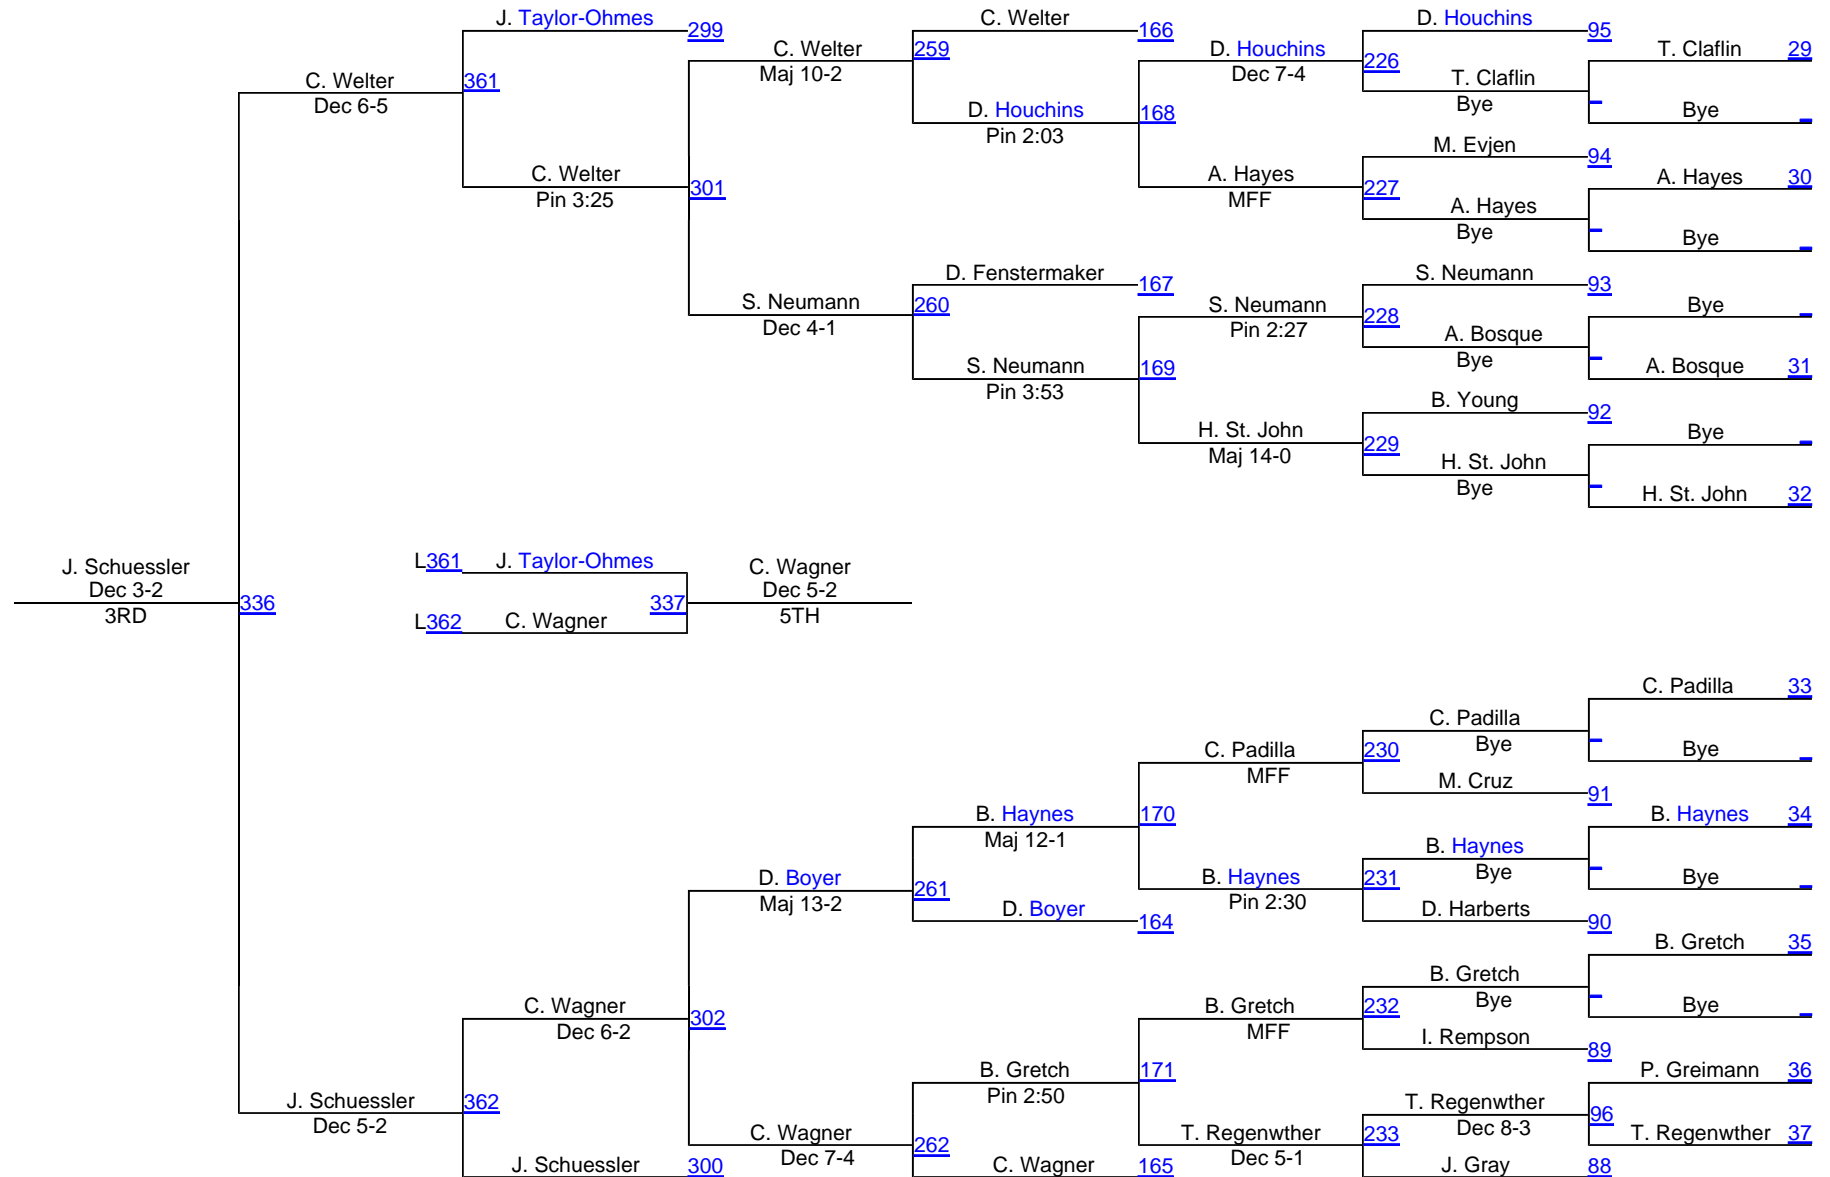 J. Taylor-Ohmes 299
C. Welter 166
D. Houchins 95
C. Welter 259
Maj 10-2
D. Houchins 226
Dec 7-4
T. Claflin 29
C. Welter 361
Dec 6-5
T. Claflin
Bye
Bye
D. Houchins 168
Pin 2:03
M. Evjen 94
C. Welter 301
Pin 3:25
A. Hayes 227
MFF
A. Hayes 30
A. Hayes
Bye
Bye
D. Fenstermaker 167
S. Neumann 93
S. Neumann 260
Dec 4-1
S. Neumann 228
Pin 2:27
Bye
A. Bosque
Bye
S. Neumann 169
Pin 3:53
A. Bosque 31
B. Young 92
H. St. John 229
Maj 14-0
Bye
H. St. John
Bye
H. St. John 32
J. Schuessler
Dec 3-2
3RD
336
L361 J. Taylor-Ohmes
L362 C. Wagner
337
C. Wagner
Dec 5-2
5TH
C. Padilla 33
C. Padilla
Bye
C. Padilla 230
MFF
Bye
M. Cruz 91
B. Haynes 170
Maj 12-1
B. Haynes 34
B. Haynes
Bye
D. Boyer 261
Maj 13-2
B. Haynes 231
Pin 2:30
Bye
D. Boyer 164
D. Harberts 90
B. Gretch 35
B. Gretch
Bye
C. Wagner 302
Dec 6-2
B. Gretch 232
MFF
Bye
I. Rempson 89
B. Gretch 171
Pin 2:50
P. Greimann 36
J. Schuessler 362
Dec 5-2
T. Regenwther 96
Dec 8-3
C. Wagner 262
Dec 7-4
T. Regenwther 233
Dec 5-1
T. Regenwther 37
J. Schuessler 300
C. Wagner 165
J. Gray 88